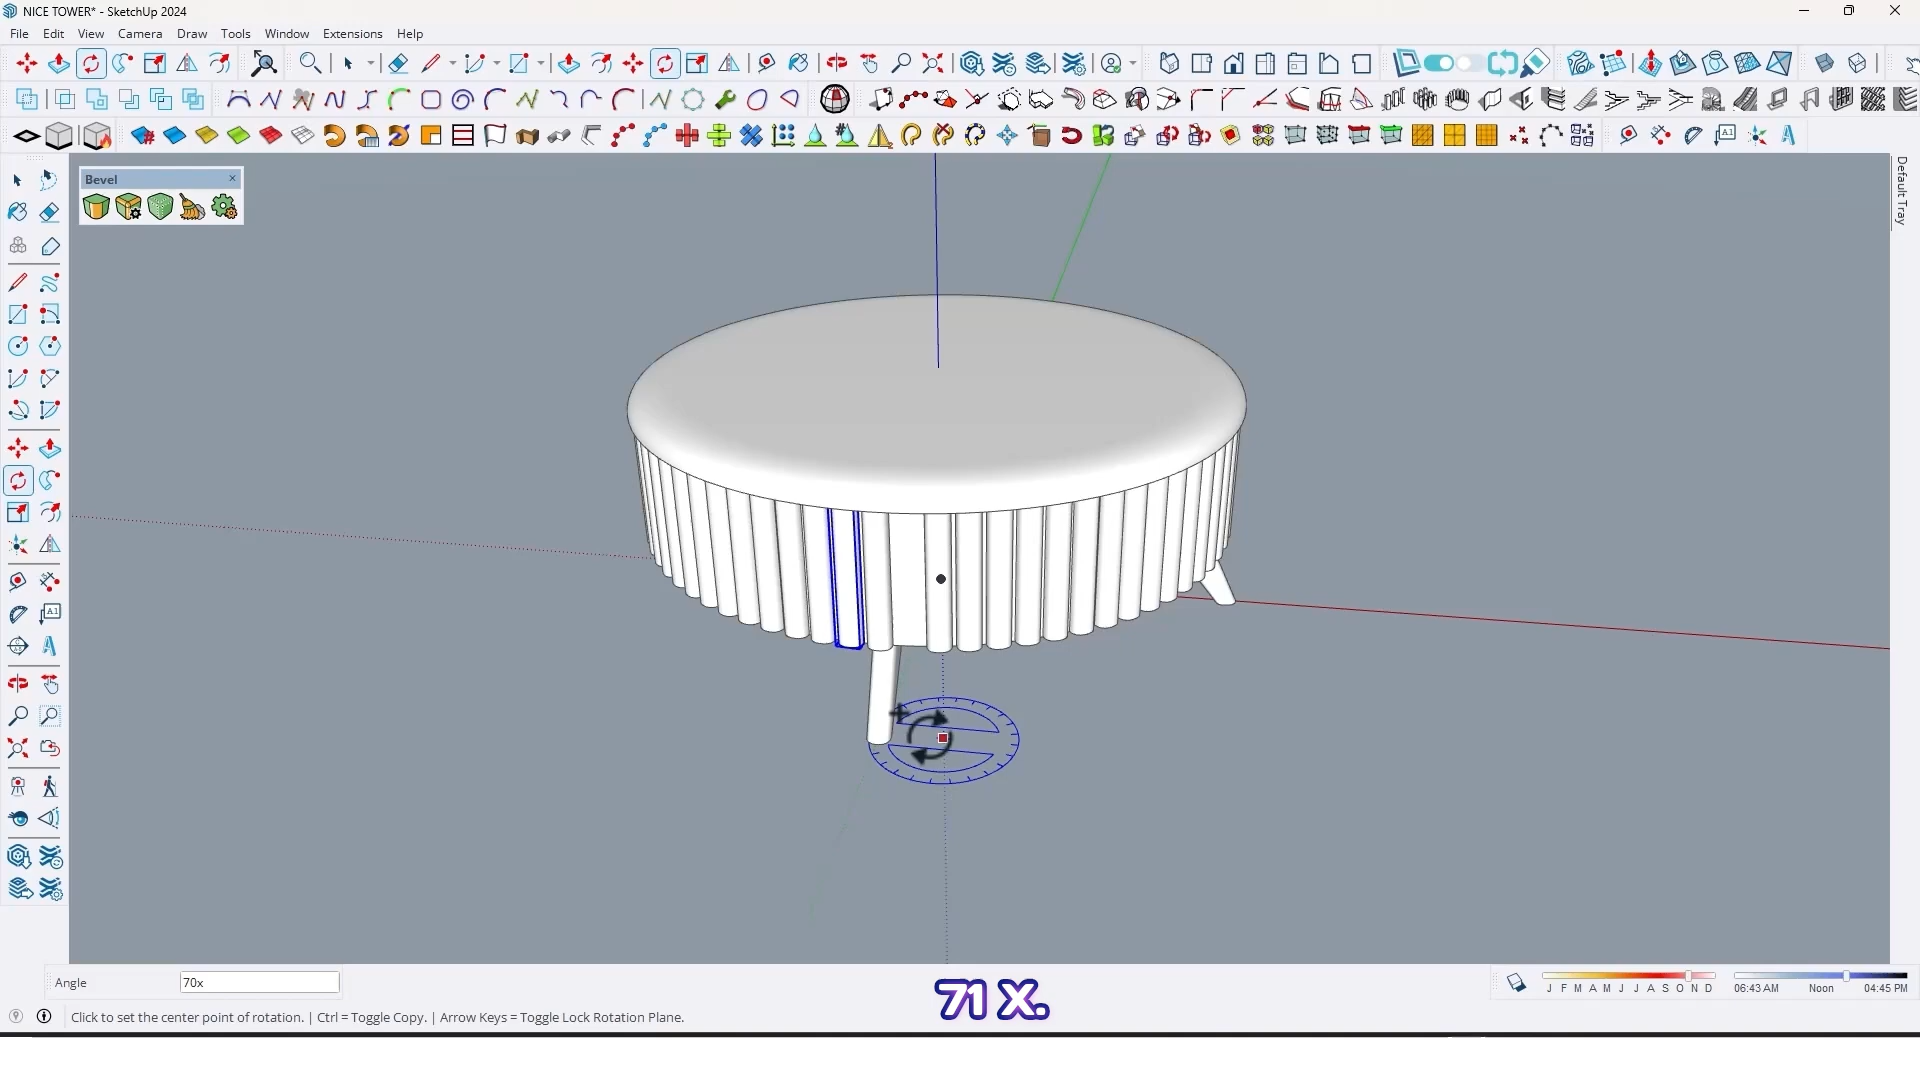 NICE TOWER* - SketchUp 2024
File Edit View Camera Draw Tools Window Extensions Help
Default Tray
Bevel
Angle
70x
71 X.
J F M A M J J A S O N D
06:43 AM Noon 04:45 PM
Click to set the center point of rotation. | Ctrl = Toggle Copy. | Arrow Keys = Toggle Lock Rotation Plane.